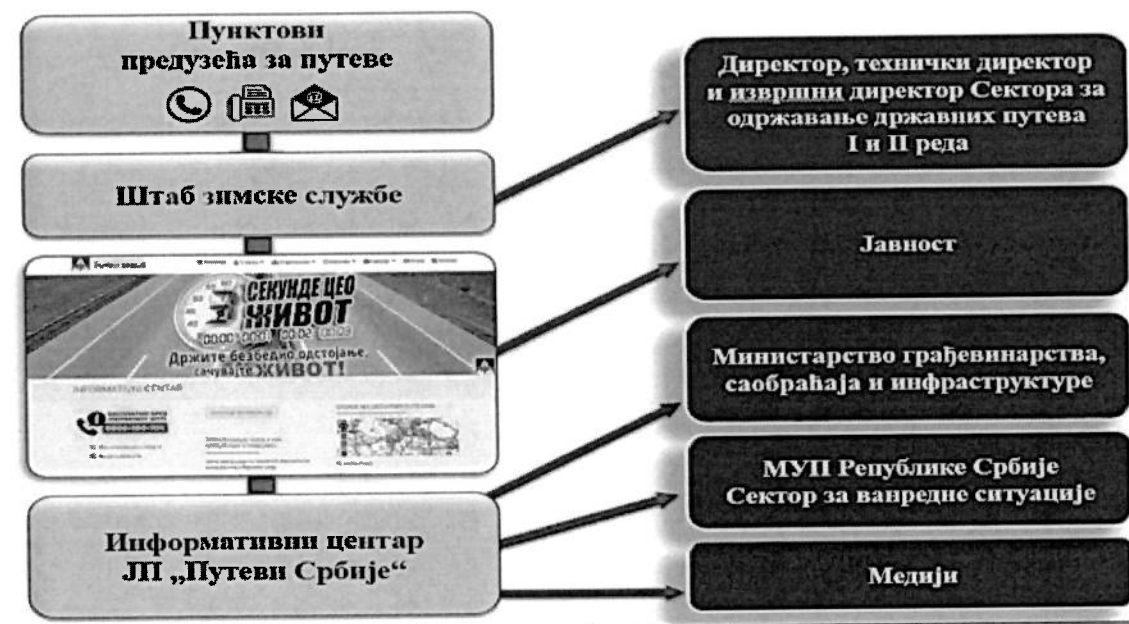 Пунктови
предузећа за путеве
Штаб зимске службе
СЕКУНДЕ ЦЕО
ЖИВОТ
Држите безбедно одстојање,
сачувајте ЖИВОТ!
Информативни центар
ЈП „Путеви Србије“
Директор, технички директор
и извршни директор Сектора за
одржавање државних путева
I и II реда
Јавност
Министарство грађевинарства,
саобраћаја и инфраструктуре
МУП Републике Србије
Сектор за ванредне ситуације
Медији